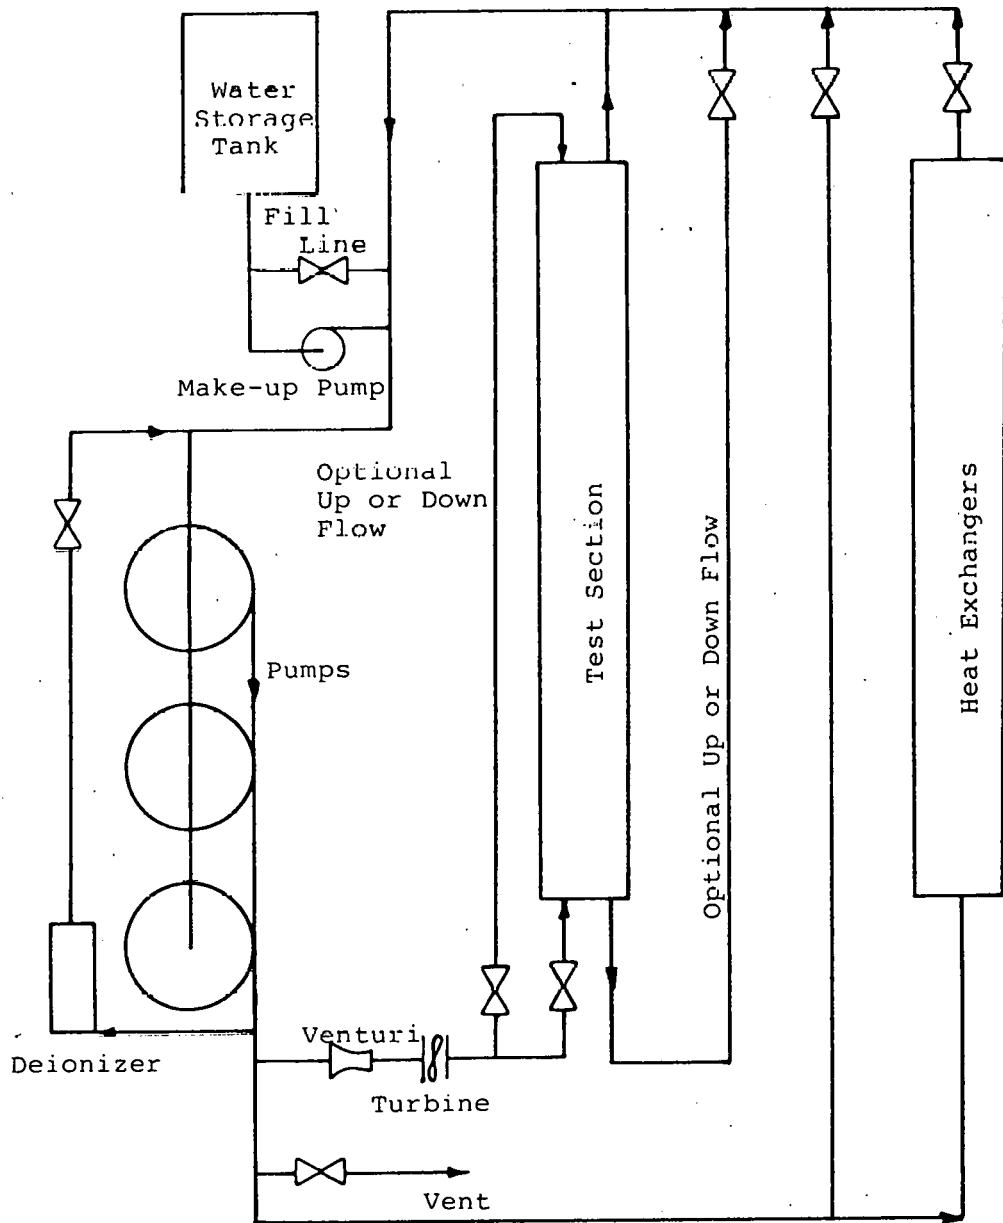 Water
Storage
Tank
Fill
Line
Make-up Pump
Optional
Up or Down
Flow
Pumps
Test Section
Optional Up or Down Flow
Heat Exchangers
Deionizer
Venturi
Turbine
Vent